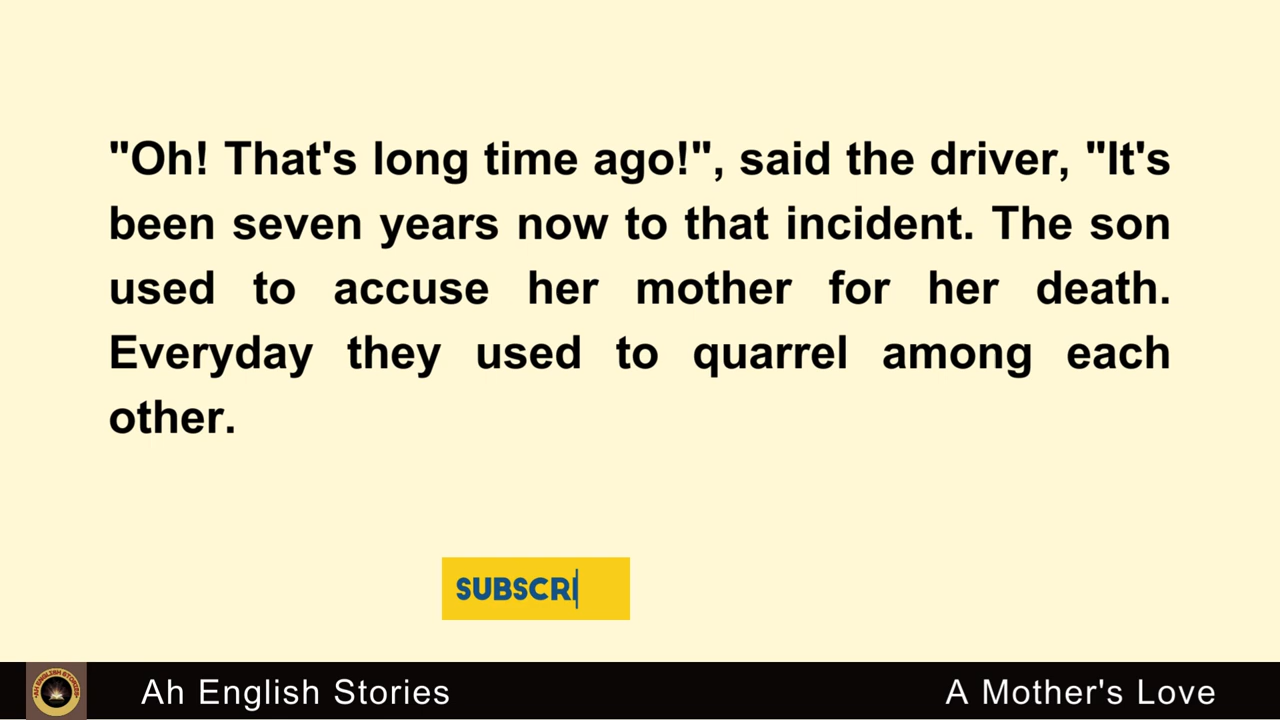 "Oh! That's long time ago!", said the driver, "It's
been seven years now to that incident. The son
used to accuse her mother for her death.
Everyday they used to quarrel among each
other.
SUBSCRI
Ah English Stories
A Mother's Love